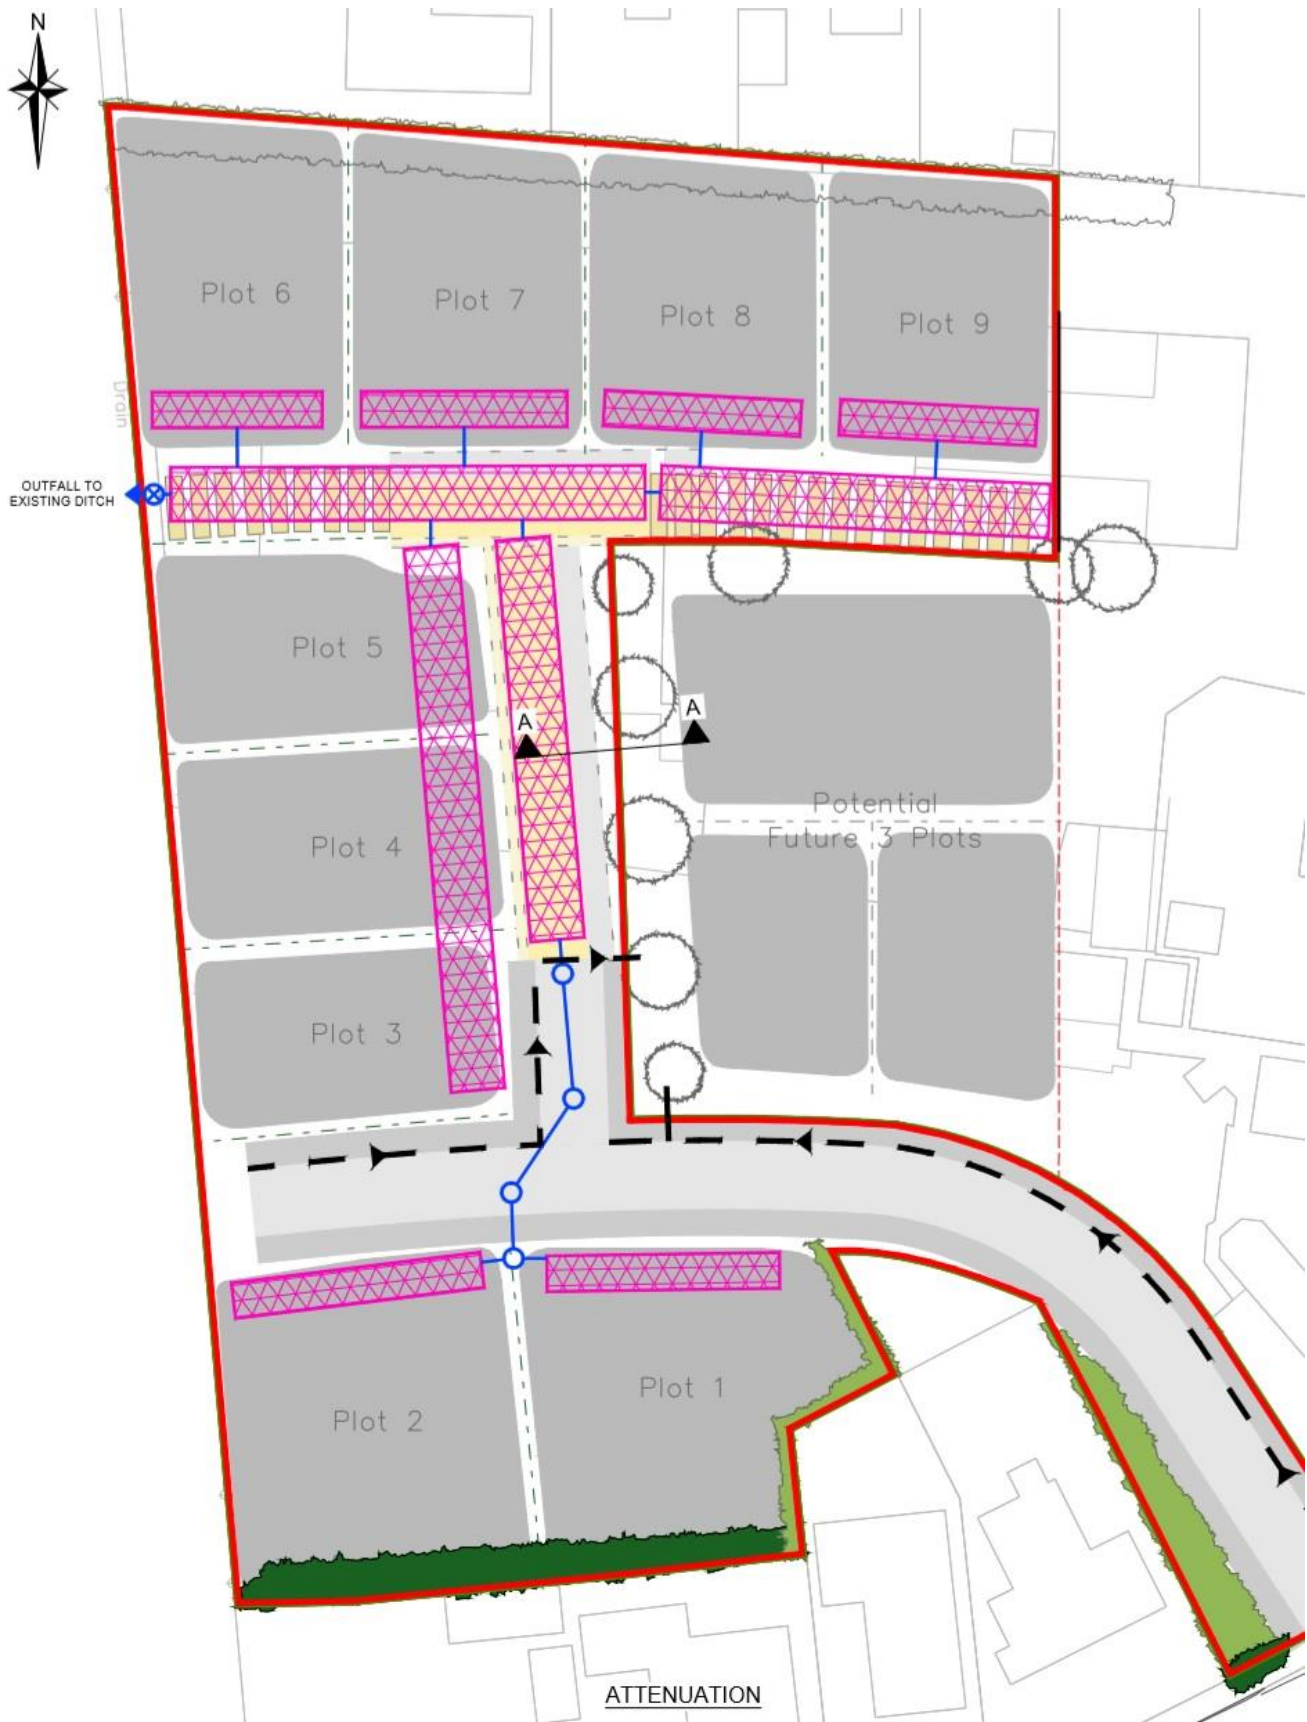 N
Plot 6
Plot 7
Plot 8
Plot 9
Drain
OUTFALL TO
EXISTING DITCH
Plot 5
A
A
Plot 4
Potential
Future 3 Plots
Plot 3
Plot 1
Plot 2
ATTENUATION